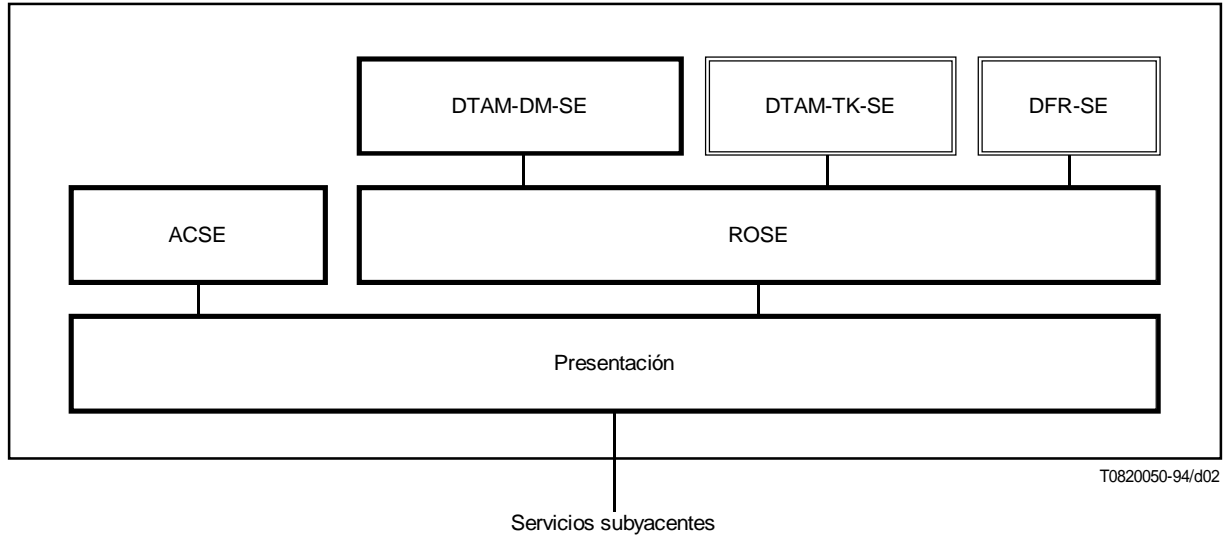 DTAM-DM-SE
DTAM-TK-SE
DFR-SE
ACSE
ROSE
Presentación
T0820050-94/d02
Servicios subyacentes